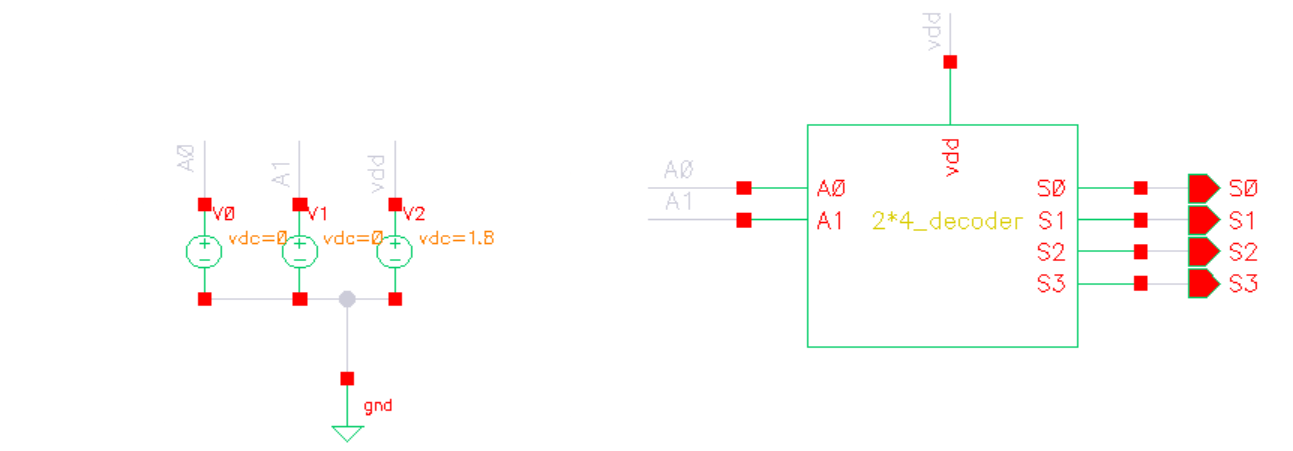 A0
A1
vdd
V0
V1
V2
vdc=0
vdc=0
vdc=1.8
gnd
vdd
vdd
A0
A1
A0
A1
2*4_decoder
S0
S1
S2
S3
S0
S1
S2
S3